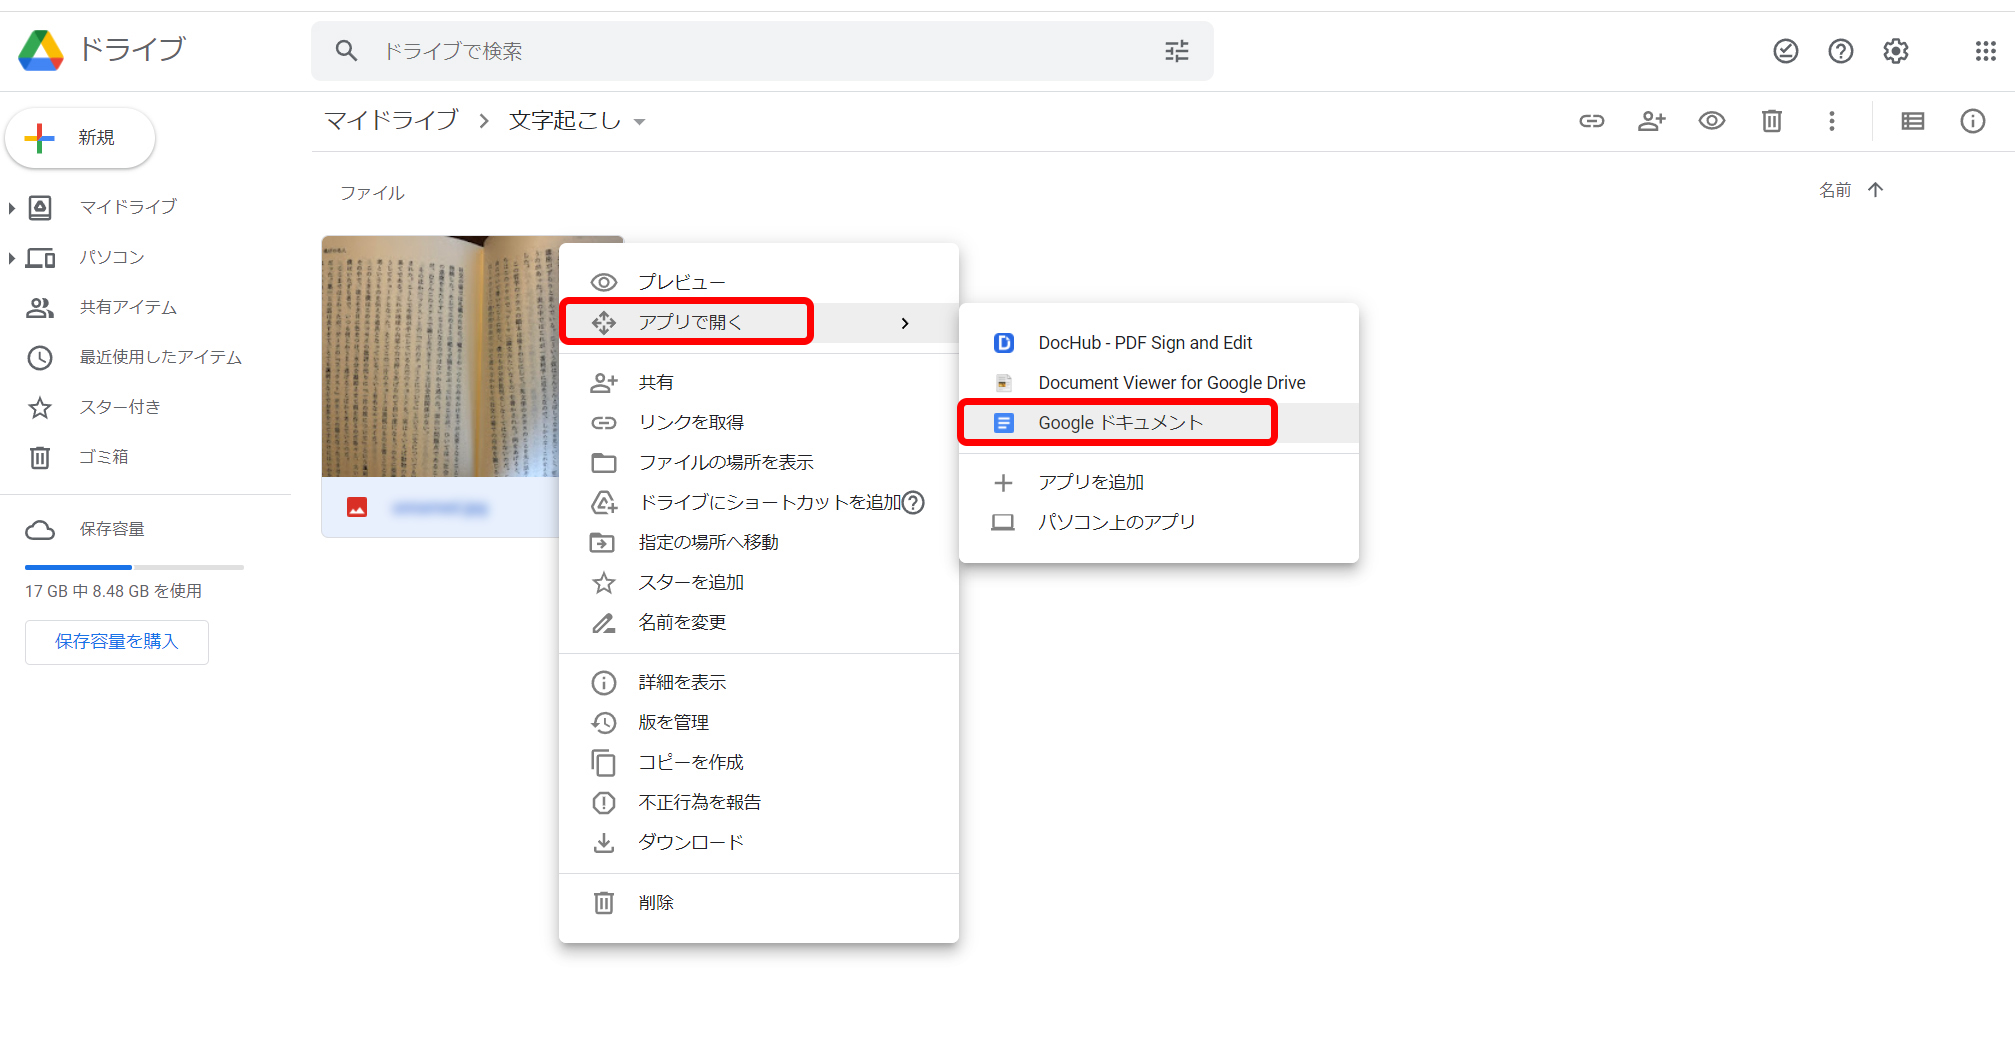 ドライブ
ドライブで検索
新規
マイドライブ
パソコン
共有アイテム
最近使用したアイテム
スター付き
ゴミ箱
保存容量
17 GB 中 8.48 GB を使用
保存容量を購入
マイドライブ 文字起こし
ファイル
名前
プレビュー
アプリで開く
共有
リンクを取得
ファイルの場所を表示
ドライブにショートカットを追加
指定の場所へ移動
スターを追加
名前を変更
詳細を表示
版を管理
コピーを作成
不正行為を報告
ダウンロード
削除
DocHub - PDF Sign and Edit
Document Viewer for Google Drive
Google ドキュメント
アプリを追加
パソコン上のアプリ